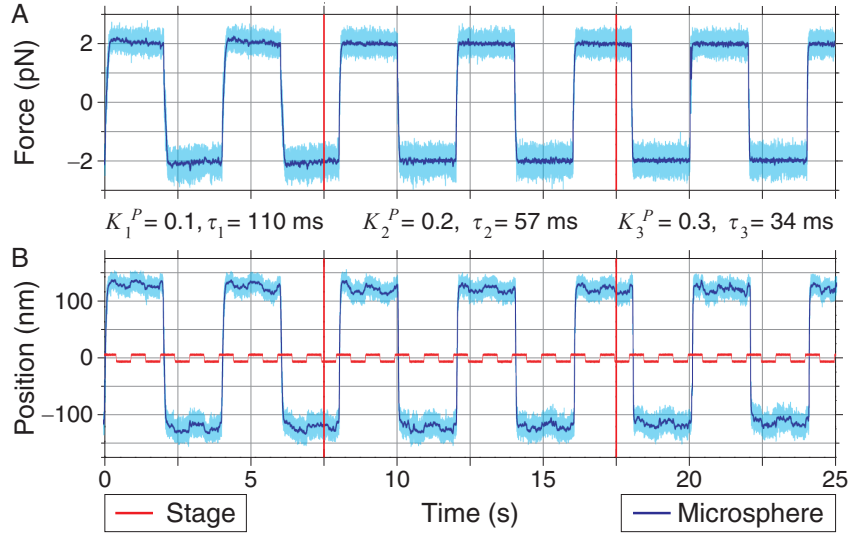 A
Force (pN)
2
0
−2
K₁ᴾ = 0.1, τ₁ = 110 ms
K₂ᴾ = 0.2, τ₂ = 57 ms
K₃ᴾ = 0.3, τ₃ = 34 ms
B
Position (nm)
100
0
−100
0 5 10 15 20 25
Stage
Time (s)
Microsphere